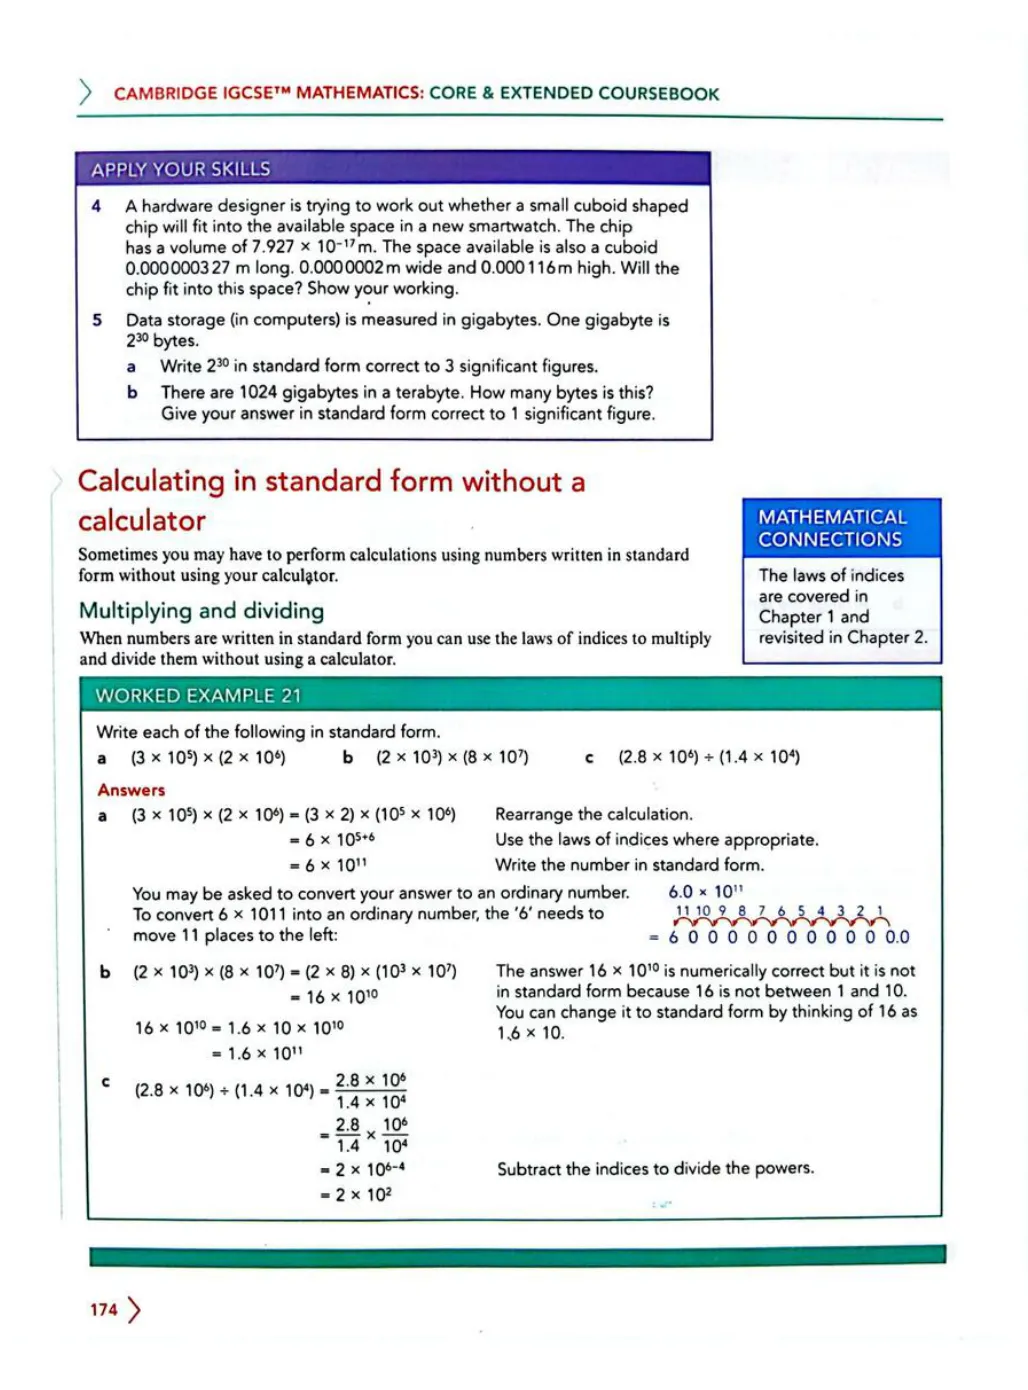 CAMBRIDGE IGCSE™ MATHEMATICS: CORE & EXTENDED COURSEBOOK
APPLY YOUR SKILLS
4 A hardware designer is trying to work out whether a small cuboid shaped
chip will fit into the available space in a new smartwatch. The chip
has a volume of 7.927 × 10⁻¹⁷m. The space available is also a cuboid
0.000000327 m long. 0.0000002m wide and 0.000116m high. Will the
chip fit into this space? Show your working.
5 Data storage (in computers) is measured in gigabytes. One gigabyte is
2³⁰ bytes.
a Write 2³⁰ in standard form correct to 3 significant figures.
b There are 1024 gigabytes in a terabyte. How many bytes is this?
Give your answer in standard form correct to 1 significant figure.
Calculating in standard form without a
calculator
Sometimes you may have to perform calculations using numbers written in standard
form without using your calculator.
Multiplying and dividing
When numbers are written in standard form you can use the laws of indices to multiply
and divide them without using a calculator.
MATHEMATICAL
CONNECTIONS
The laws of indices
are covered in
Chapter 1 and
revisited in Chapter 2.
WORKED EXAMPLE 21
Write each of the following in standard form.
a (3 × 10⁵) × (2 × 10⁶) b (2 × 10³) × (8 × 10⁷) c (2.8 × 10⁶) ÷ (1.4 × 10⁴)
Answers
a (3 × 10⁵) × (2 × 10⁶) = (3 × 2) × (10⁵ × 10⁶) Rearrange the calculation.
= 6 × 10⁵⁺⁶ Use the laws of indices where appropriate.
= 6 × 10¹¹ Write the number in standard form.
You may be asked to convert your answer to an ordinary number.
To convert 6 × 1011 into an ordinary number, the '6' needs to
move 11 places to the left:
6.0 × 10¹¹
11 10 9 8 7 6 5 4 3 2 1
= 6 0 0 0 0 0 0 0 0 0 0 0.0
b (2 × 10³) × (8 × 10⁷) = (2 × 8) × (10³ × 10⁷)
= 16 × 10¹⁰
16 × 10¹⁰ = 1.6 × 10 × 10¹⁰
= 1.6 × 10¹¹
The answer 16 × 10¹⁰ is numerically correct but it is not
in standard form because 16 is not between 1 and 10.
You can change it to standard form by thinking of 16 as
1.6 × 10.
c (2.8 × 10⁶) ÷ (1.4 × 10⁴) = 2.8 × 10⁶ / 1.4 × 10⁴
= 2.8 / 1.4 × 10⁶ / 10⁴
= 2 × 10⁶⁻⁴ Subtract the indices to divide the powers.
= 2 × 10²
174